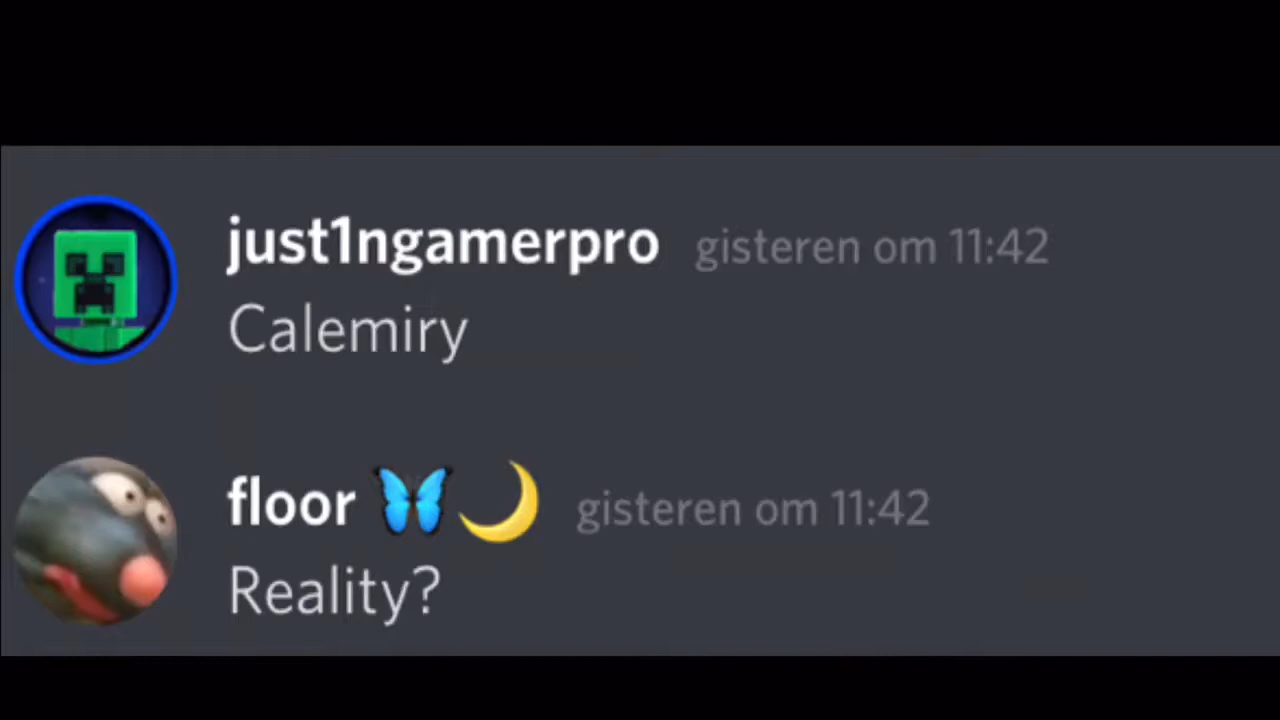 just1ngamerpro gisteren om 11:42
Calemiry
floor 🦋🌙 gisteren om 11:42
Reality?